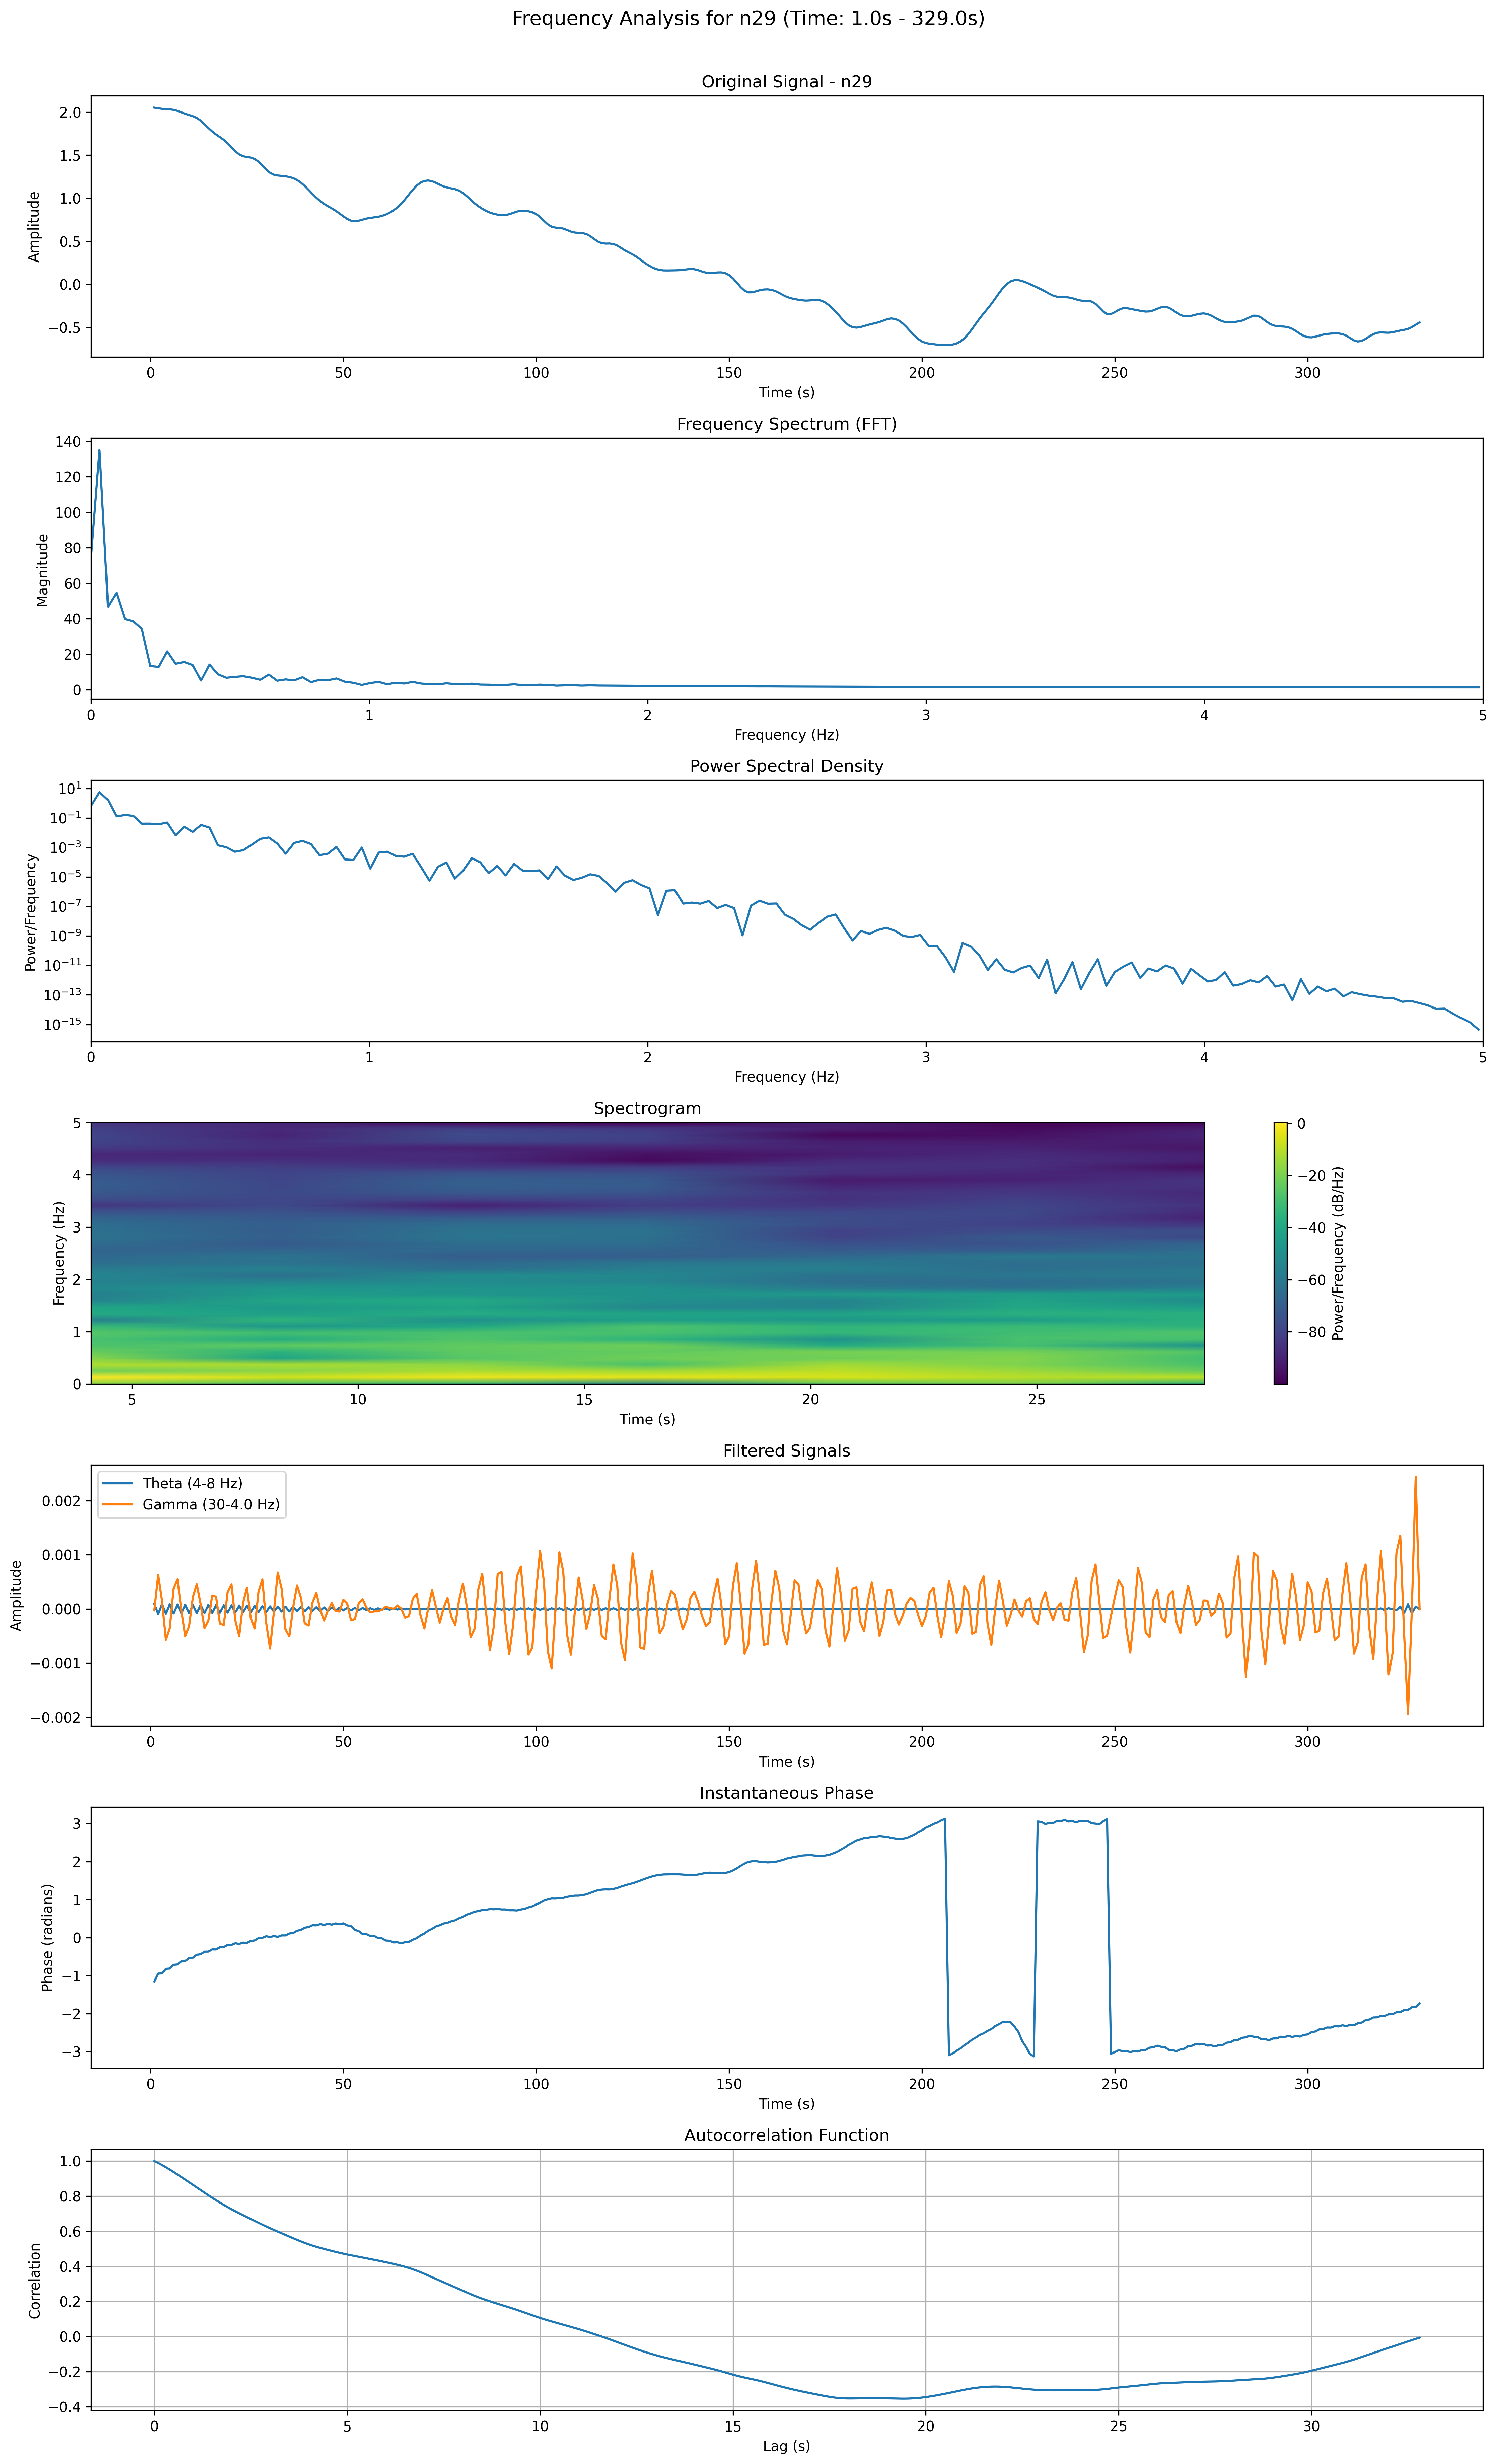 Frequency Analysis for n29 (Time: 1.0s - 329.0s)
Original Signal - n29
Amplitude
2.0
1.5
1.0
0.5
0.0
−0.5
0 50 100 150 200 250 300
Time (s)
Frequency Spectrum (FFT)
Magnitude
140
120
100
80
60
40
20
0
0 1 2 3 4 5
Frequency (Hz)
Power Spectral Density
Power/Frequency
10¹
10⁻¹
10⁻³
10⁻⁵
10⁻⁷
10⁻⁹
10⁻¹¹
10⁻¹³
10⁻¹⁵
0 1 2 3 4 5
Frequency (Hz)
Spectrogram
Frequency (Hz)
5
4
3
2
1
0
5 10 15 20 25
Time (s)
0
−20
−40
−60
−80
Power/Frequency (dB/Hz)
Filtered Signals
Theta (4-8 Hz)
Gamma (30-4.0 Hz)
Amplitude
0.002
0.001
0.000
−0.001
−0.002
0 50 100 150 200 250 300
Time (s)
Instantaneous Phase
Phase (radians)
3
2
1
0
−1
−2
−3
0 50 100 150 200 250 300
Time (s)
Autocorrelation Function
Correlation
1.0
0.8
0.6
0.4
0.2
0.0
−0.2
−0.4
0 5 10 15 20 25 30
Lag (s)